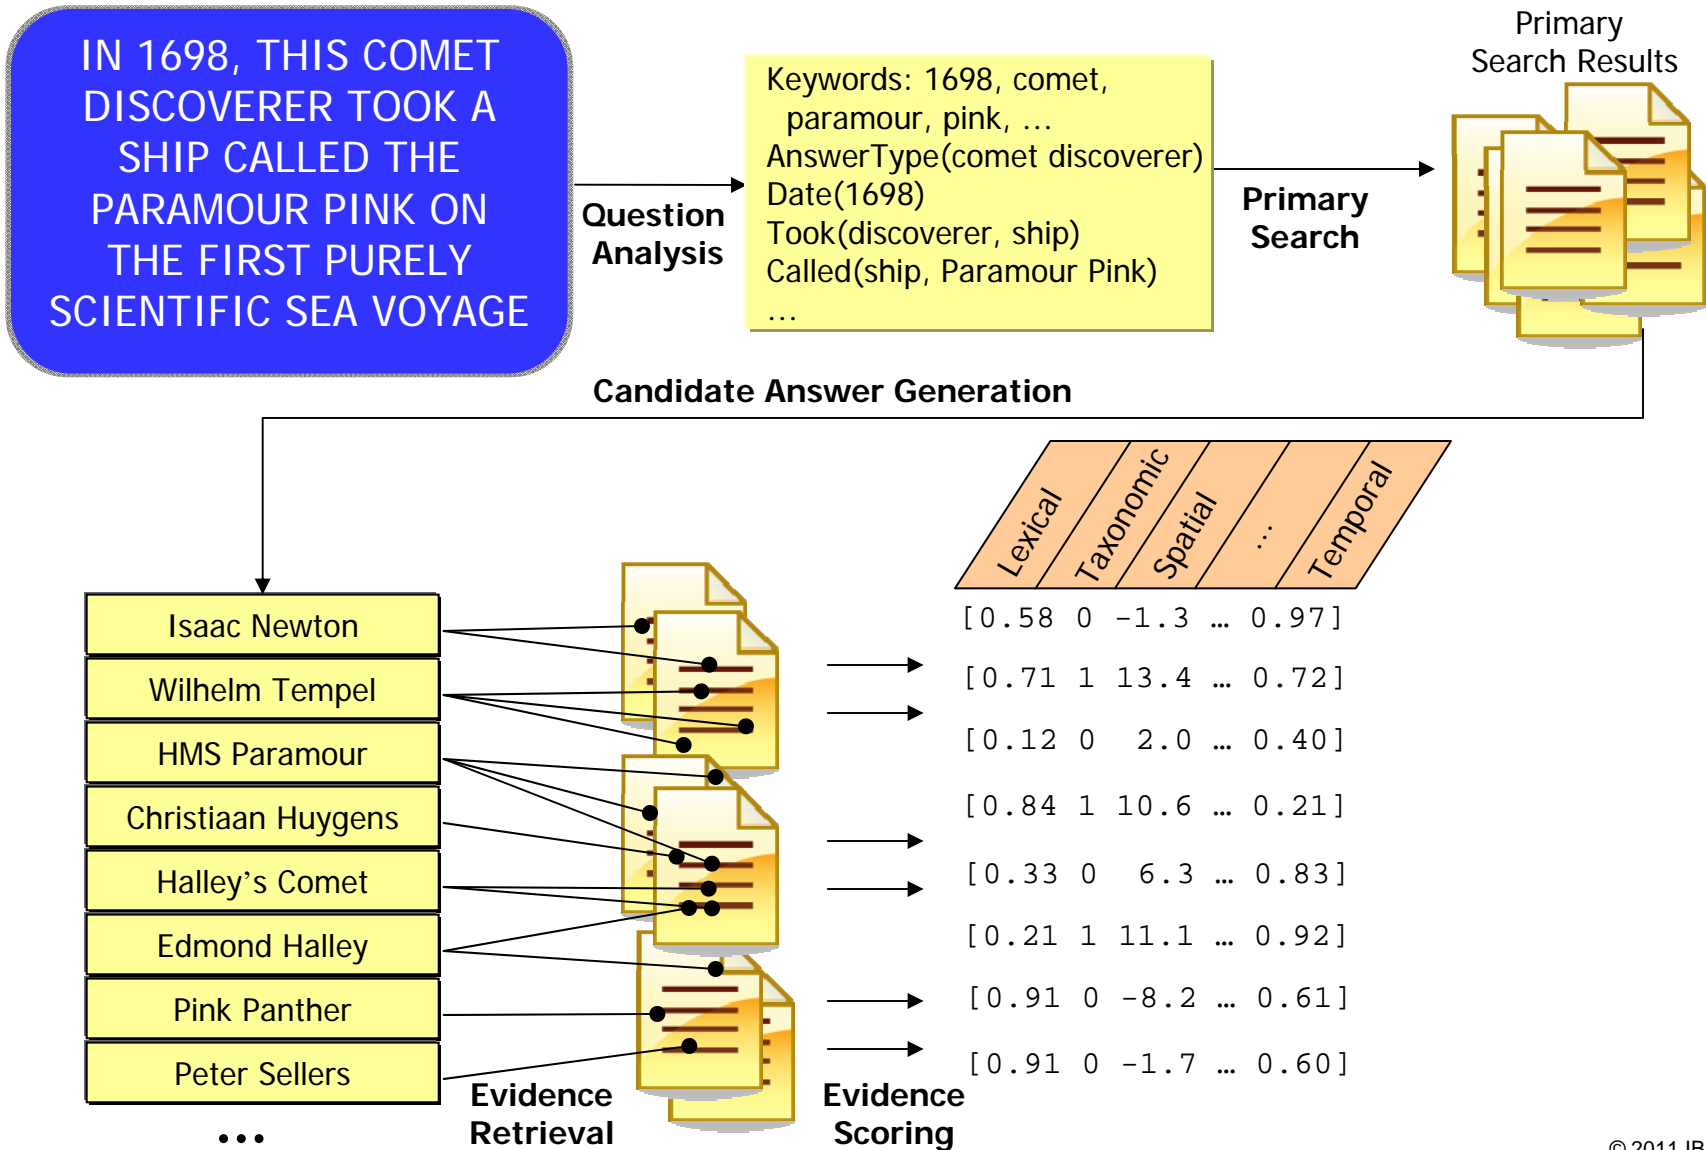 IN 1698, THIS COMET
DISCOVERER TOOK A
SHIP CALLED THE
PARAMOUR PINK ON
THE FIRST PURELY
SCIENTIFIC SEA VOYAGE
Question
Analysis
Keywords: 1698, comet,
paramour, pink, …
AnswerType(comet discoverer)
Date(1698)
Took(discoverer, ship)
Called(ship, Paramour Pink)
…
Primary
Search
Primary
Search Results
Candidate Answer Generation
Isaac Newton
Wilhelm Tempel
HMS Paramour
Christiaan Huygens
Halley’s Comet
Edmond Halley
Pink Panther
Peter Sellers
…
Evidence
Retrieval
Evidence
Scoring
Lexical
Taxonomic
Spatial
…
Temporal
[0.58 0 -1.3 … 0.97]
[0.71 1 13.4 … 0.72]
[0.12 0 2.0 … 0.40]
[0.84 1 10.6 … 0.21]
[0.33 0 6.3 … 0.83]
[0.21 1 11.1 … 0.92]
[0.91 0 -8.2 … 0.61]
[0.91 0 -1.7 … 0.60]
© 2011 IB